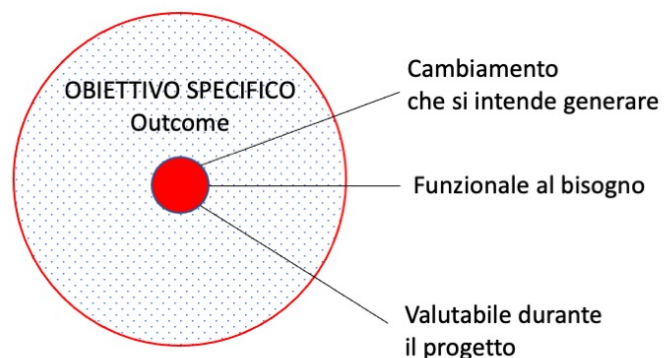 OBIETTIVO SPECIFICO
Outcome
Cambiamento
che si intende generare
Funzionale al bisogno
Valutabile durante
il progetto